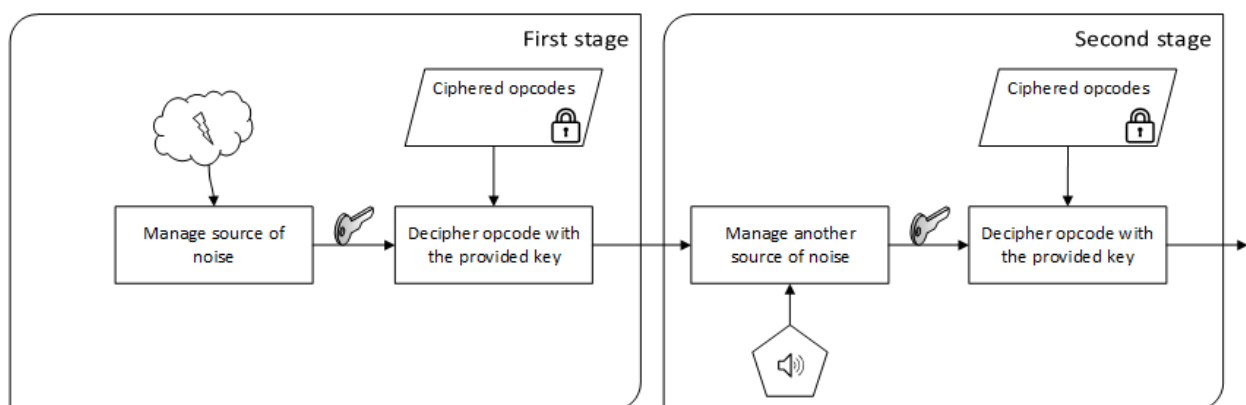 First stage
Ciphered opcodes
Manage source of
noise
Decipher opcode with
the provided key
Second stage
Ciphered opcodes
Manage another
source of noise
Decipher opcode with
the provided key